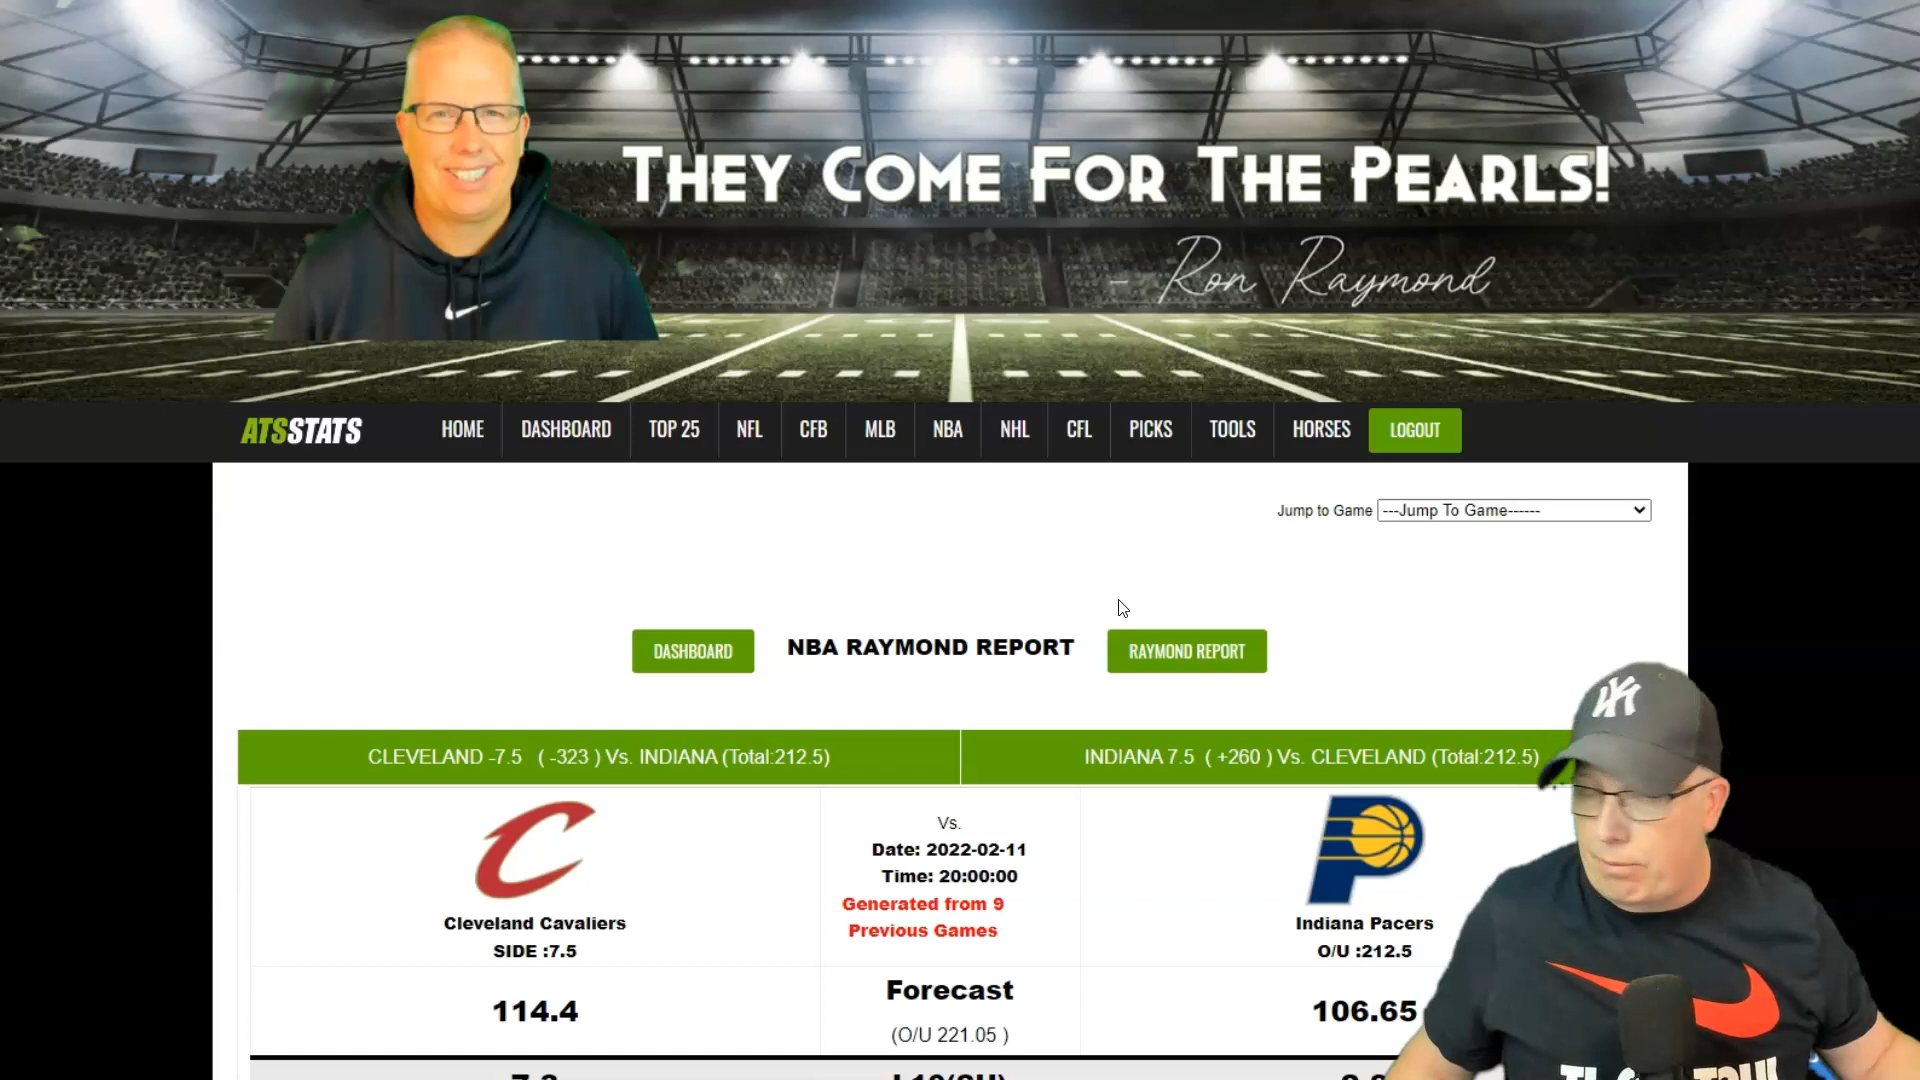 THEY COME FOR THE PEARLS!
- Ron Raymond
ATSSTATS HOME DASHBOARD TOP 25 NFL CFB MLB NBA NHL CFL PICKS TOOLS HORSES LOGOUT
Jump to Game ---Jump To Game------
DASHBOARD NBA RAYMOND REPORT RAYMOND REPORT
CLEVELAND -7.5 ( -323 ) Vs. INDIANA (Total:212.5) INDIANA 7.5 ( +260 ) Vs. CLEVELAND (Total:212.5)
Vs.
Date: 2022-02-11
Time: 20:00:00
Generated from 9
Previous Games
Cleveland Cavaliers
SIDE :7.5
Indiana Pacers
O/U :212.5
114.4
Forecast
(O/U 221.05 )
106.65
NY